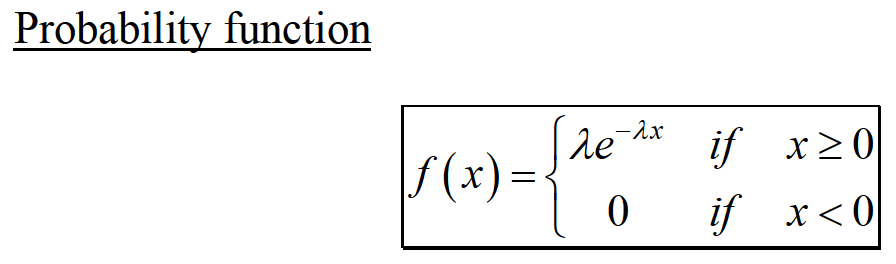 Probability function
f(x) = { λe^{-λx} if x ≥ 0
0 if x < 0